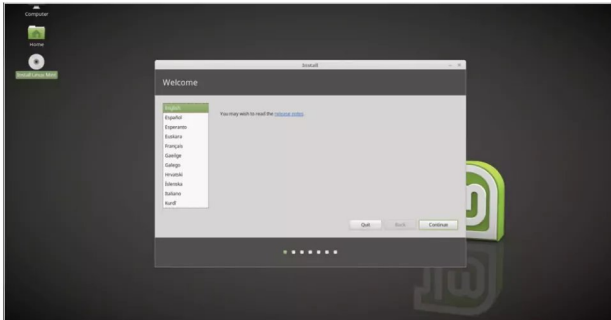 Computer
Home
Install Linux Mint
Install
Welcome
English
Español
Esperanto
Euskara
Français
Gaeilge
Galego
Hrvatski
Íslenska
Italiano
Kurdî
You may wish to read the release notes.
Quit
Back
Continue